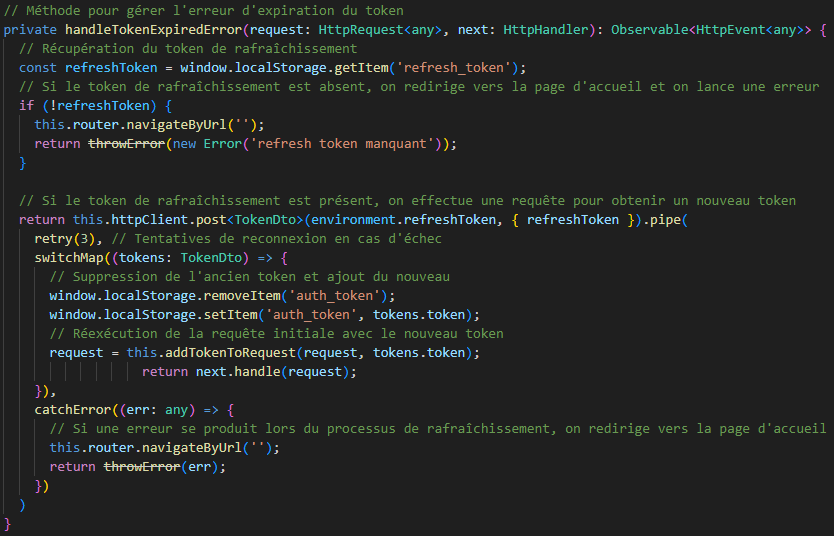 // Méthode pour gérer l'erreur d'expiration du token
private handleTokenExpiredError(request: HttpRequest<any>, next: HttpHandler): Observable<HttpEvent<any>> {
  // Récupération du token de rafraîchissement
  const refreshToken = window.localStorage.getItem('refresh_token');
  // Si le token de rafraîchissement est absent, on redirige vers la page d'accueil et on lance une erreur
  if (!refreshToken) {
    this.router.navigateByUrl('');
    return throwError(new Error('refresh token manquant'));
  }

  // Si le token de rafraîchissement est présent, on effectue une requête pour obtenir un nouveau token
  return this.httpClient.post<TokenDto>(environment.refreshToken, { refreshToken }).pipe(
    retry(3), // Tentatives de reconnexion en cas d'échec
    switchMap((tokens: TokenDto) => {
      // Suppression de l'ancien token et ajout du nouveau
      window.localStorage.removeItem('auth_token');
      window.localStorage.setItem('auth_token', tokens.token);
      // Réexécution de la requête initiale avec le nouveau token
      request = this.addTokenToRequest(request, tokens.token);
                  return next.handle(request);
    }),
    catchError((err: any) => {
      // Si une erreur se produit lors du processus de rafraîchissement, on redirige vers la page d'accueil
      this.router.navigateByUrl('');
      return throwError(err);
    })
  )
}